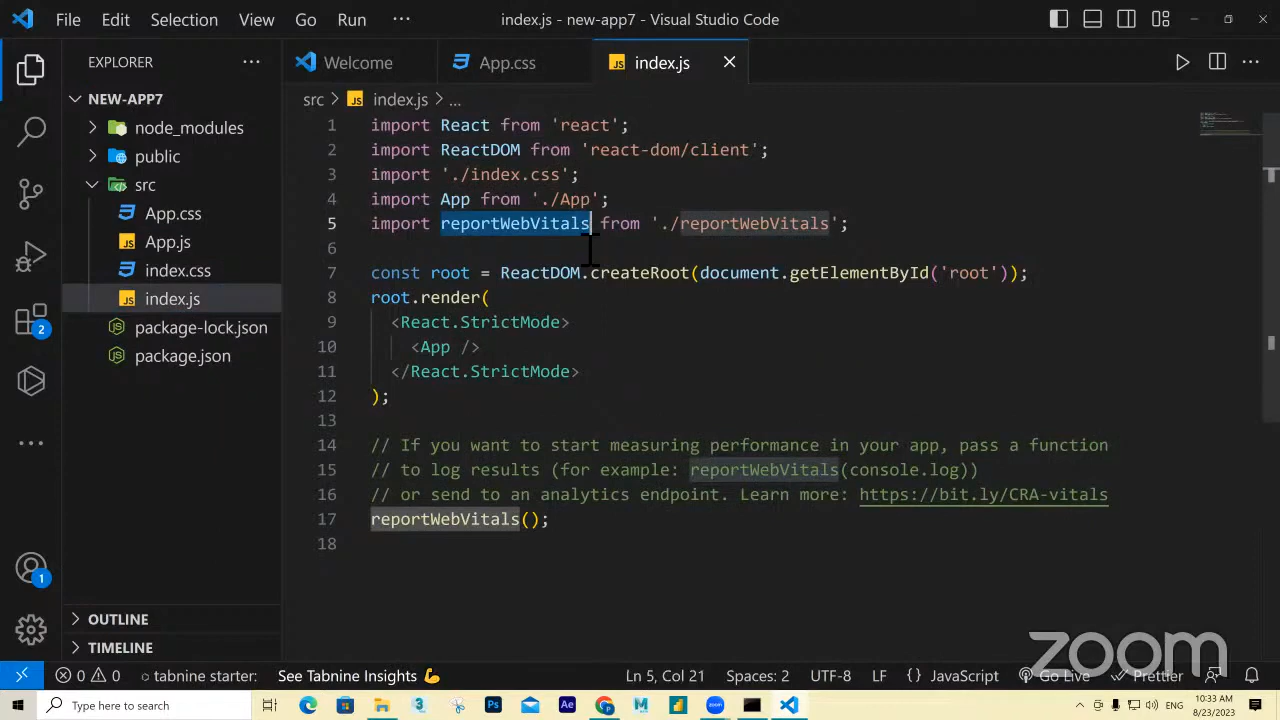 File Edit Selection View Go Run ··· index.js - new-app7 - Visual Studio Code
EXPLORER ···
Welcome App.css index.js
NEW-APP7
node_modules
public
src
App.css
App.js
index.css
index.js
package-lock.json
package.json
OUTLINE
TIMELINE
src > index.js > ...
1 import React from 'react';
2 import ReactDOM from 'react-dom/client';
3 import './index.css';
4 import App from './App';
5 import reportWebVitals from './reportWebVitals';
6
7 const root = ReactDOM.createRoot(document.getElementById('root'));
8 root.render(
9 <React.StrictMode>
10 <App />
11 </React.StrictMode>
12 );
13
14 // If you want to start measuring performance in your app, pass a function
15 // to log results (for example: reportWebVitals(console.log))
16 // or send to an analytics endpoint. Learn more: https://bit.ly/CRA-vitals
17 reportWebVitals();
18
2
1
zoom
0 0 tabnine starter: See Tabnine Insights Ln 5, Col 21 Spaces: 2 UTF-8 LF {} JavaScript Go Live Prettier
Type here to search Ps Ae zoom ENG 10:33 AM
8/23/2023